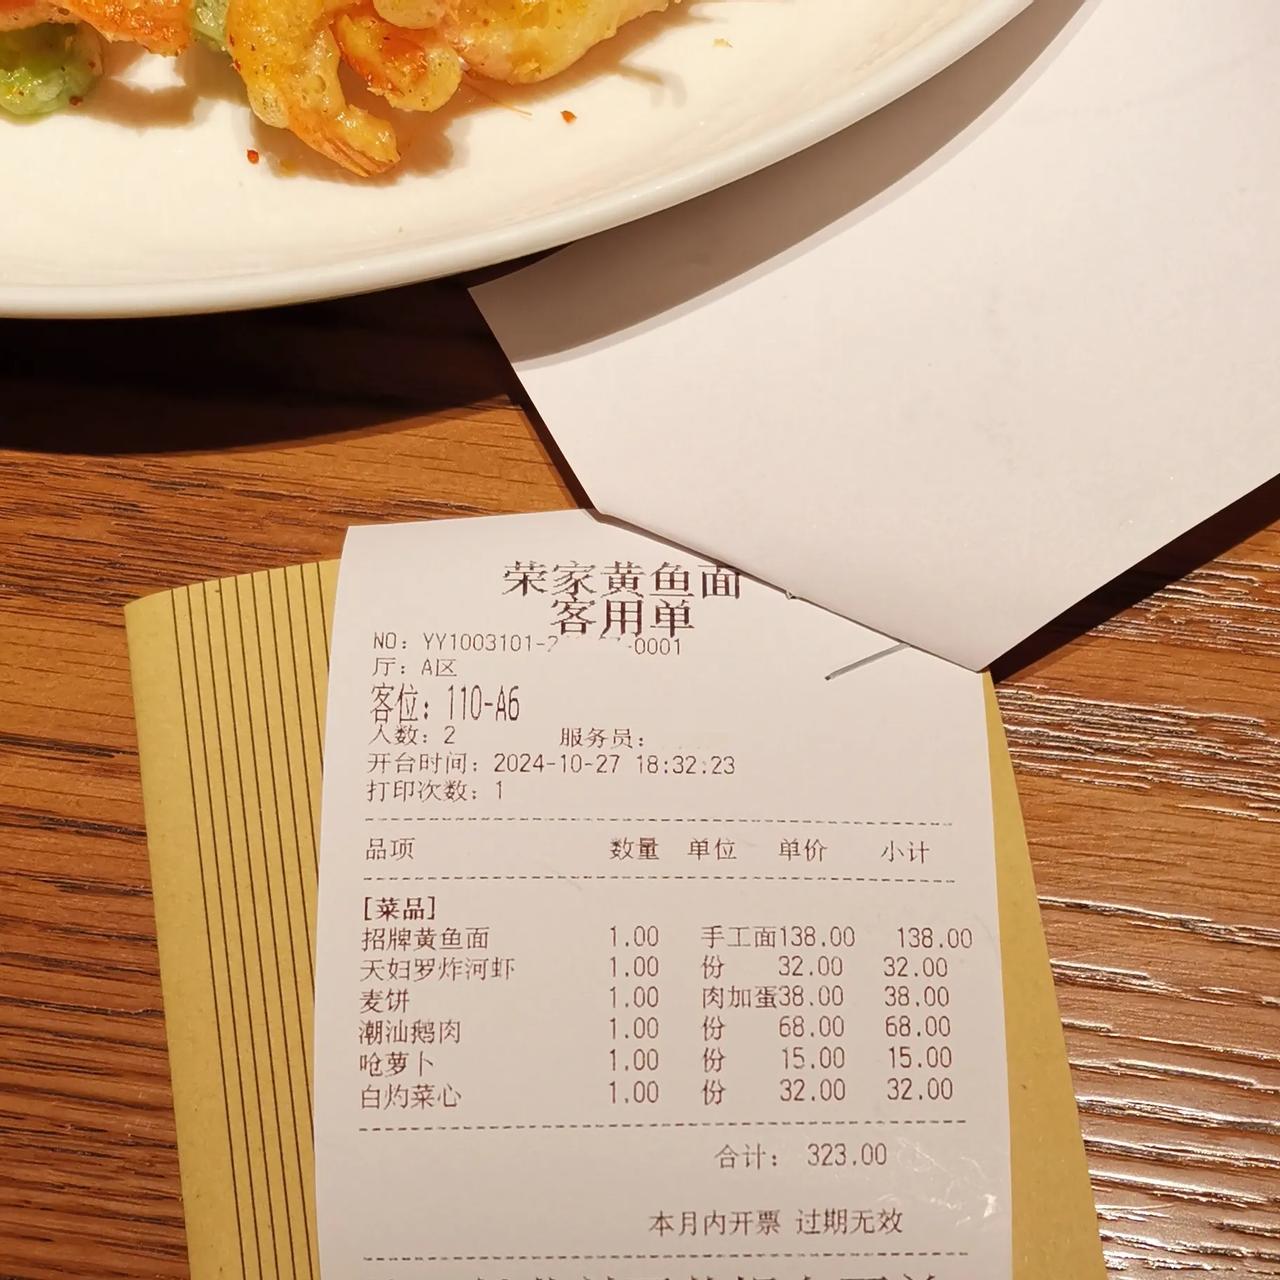 荣家黄鱼面
客用单
NO: YY1003101-2 -0001
厅: A区
客位: 110-A6
人数: 2 服务员:
开台时间: 2024-10-27 18:32:23
打印次数: 1
品项 数量 单位 单价 小计
[菜品]
招牌黄鱼面 1.00 手工面138.00 138.00
天妇罗炸河虾 1.00 份 32.00 32.00
麦饼 1.00 肉加蛋38.00 38.00
潮汕鹅肉 1.00 份 68.00 68.00
呛萝卜 1.00 份 15.00 15.00
白灼菜心 1.00 份 32.00 32.00
合计: 323.00
本月内开票 过期无效